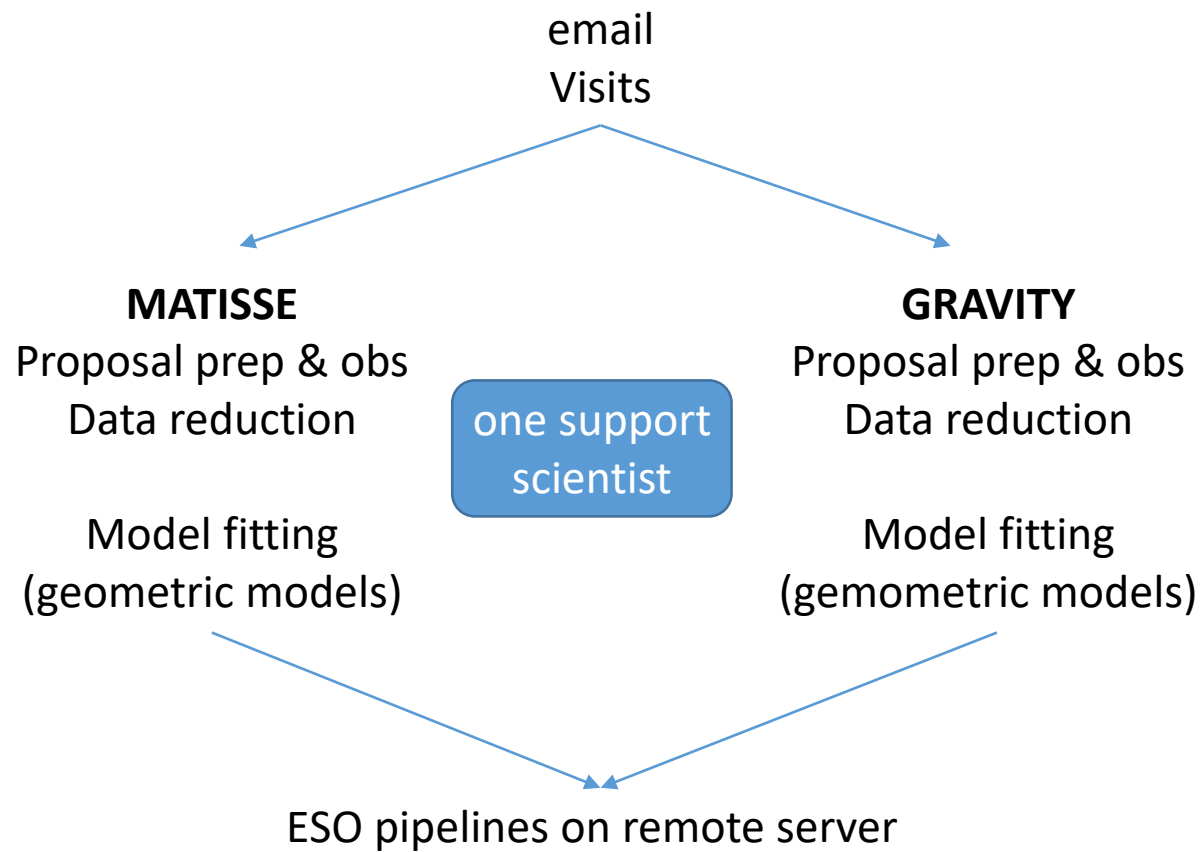 email
Visits
MATISSE
Proposal prep & obs
Data reduction
Model fitting
(geometric models)
one support
scientist
GRAVITY
Proposal prep & obs
Data reduction
Model fitting
(gemometric models)
ESO pipelines on remote server